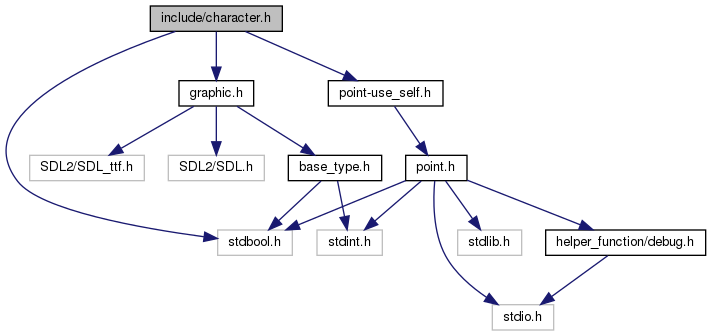 include/character.h
graphic.h
point-use_self.h
SDL2/SDL_ttf.h
SDL2/SDL.h
base_type.h
point.h
stdbool.h
stdint.h
stdlib.h
helper_function/debug.h
stdio.h